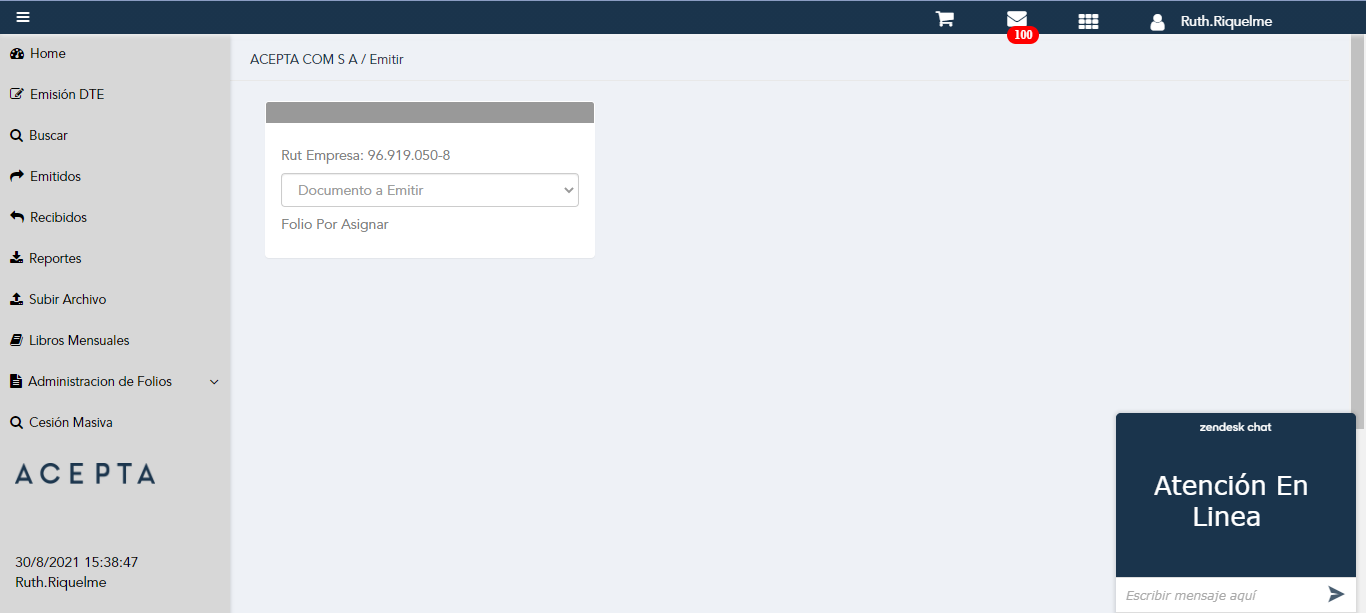 100
Ruth.Riquelme
Home
Emisión DTE
Buscar
Emitidos
Recibidos
Reportes
Subir Archivo
Libros Mensuales
Administracion de Folios
Cesión Masiva
ACEPTA
30/8/2021 15:38:47
Ruth.Riquelme
ACEPTA COM S A / Emitir
Rut Empresa: 96.919.050-8
Documento a Emitir
Folio Por Asignar
zendesk chat
Atención En
Linea
Escribir mensaje aquí